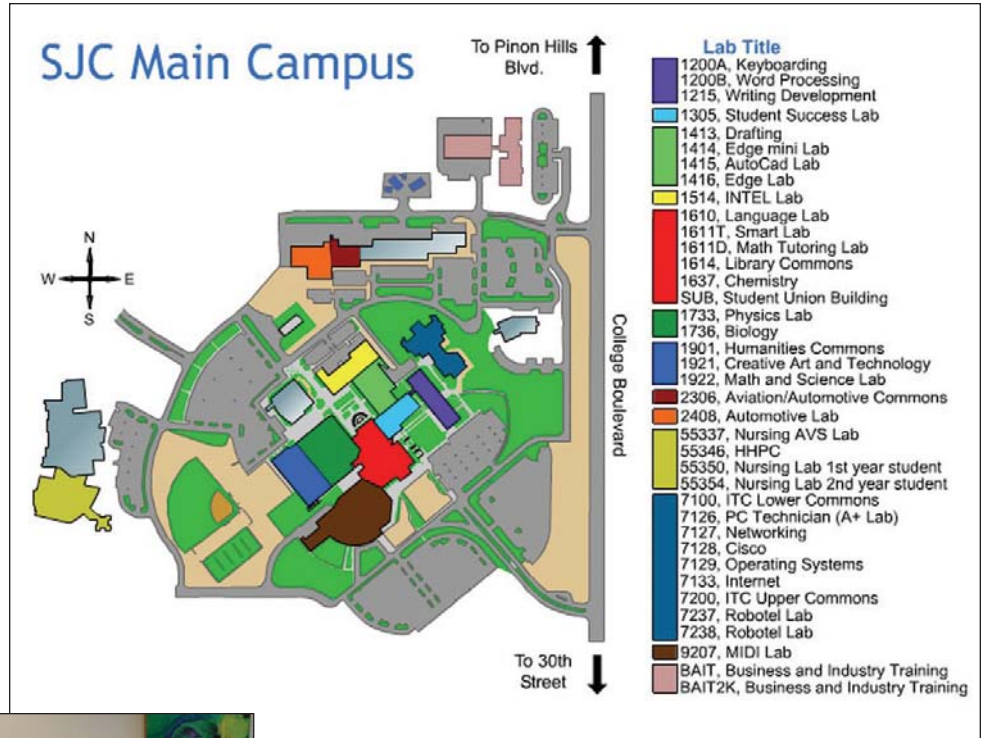 SJC Main Campus
To Pinon Hills
Blvd.
N
W
E
S
College Boulevard
To 30th
Street
Lab Title
1200A, Keyboarding
1200B, Word Processing
1215, Writing Development
1305, Student Success Lab
1413, Drafting
1414, Edge mini Lab
1415, AutoCad Lab
1416, Edge Lab
1514, INTEL Lab
1610, Language Lab
1611T, Smart Lab
1611D, Math Tutoring Lab
1614, Library Commons
1637, Chemistry
SUB, Student Union Building
1733, Physics Lab
1736, Biology
1901, Humanities Commons
1921, Creative Art and Technology
1922, Math and Science Lab
2306, Aviation/Automotive Commons
2408, Automotive Lab
55337, Nursing AVS Lab
55346, HHPC
55350, Nursing Lab 1st year student
55354, Nursing Lab 2nd year student
7100, ITC Lower Commons
7126, PC Technician (A+ Lab)
7127, Networking
7128, Cisco
7129, Operating Systems
7133, Internet
7200, ITC Upper Commons
7237, Robotel Lab
7238, Robotel Lab
9207, MIDI Lab
BAIT, Business and Industry Training
BAIT2K, Business and Industry Training